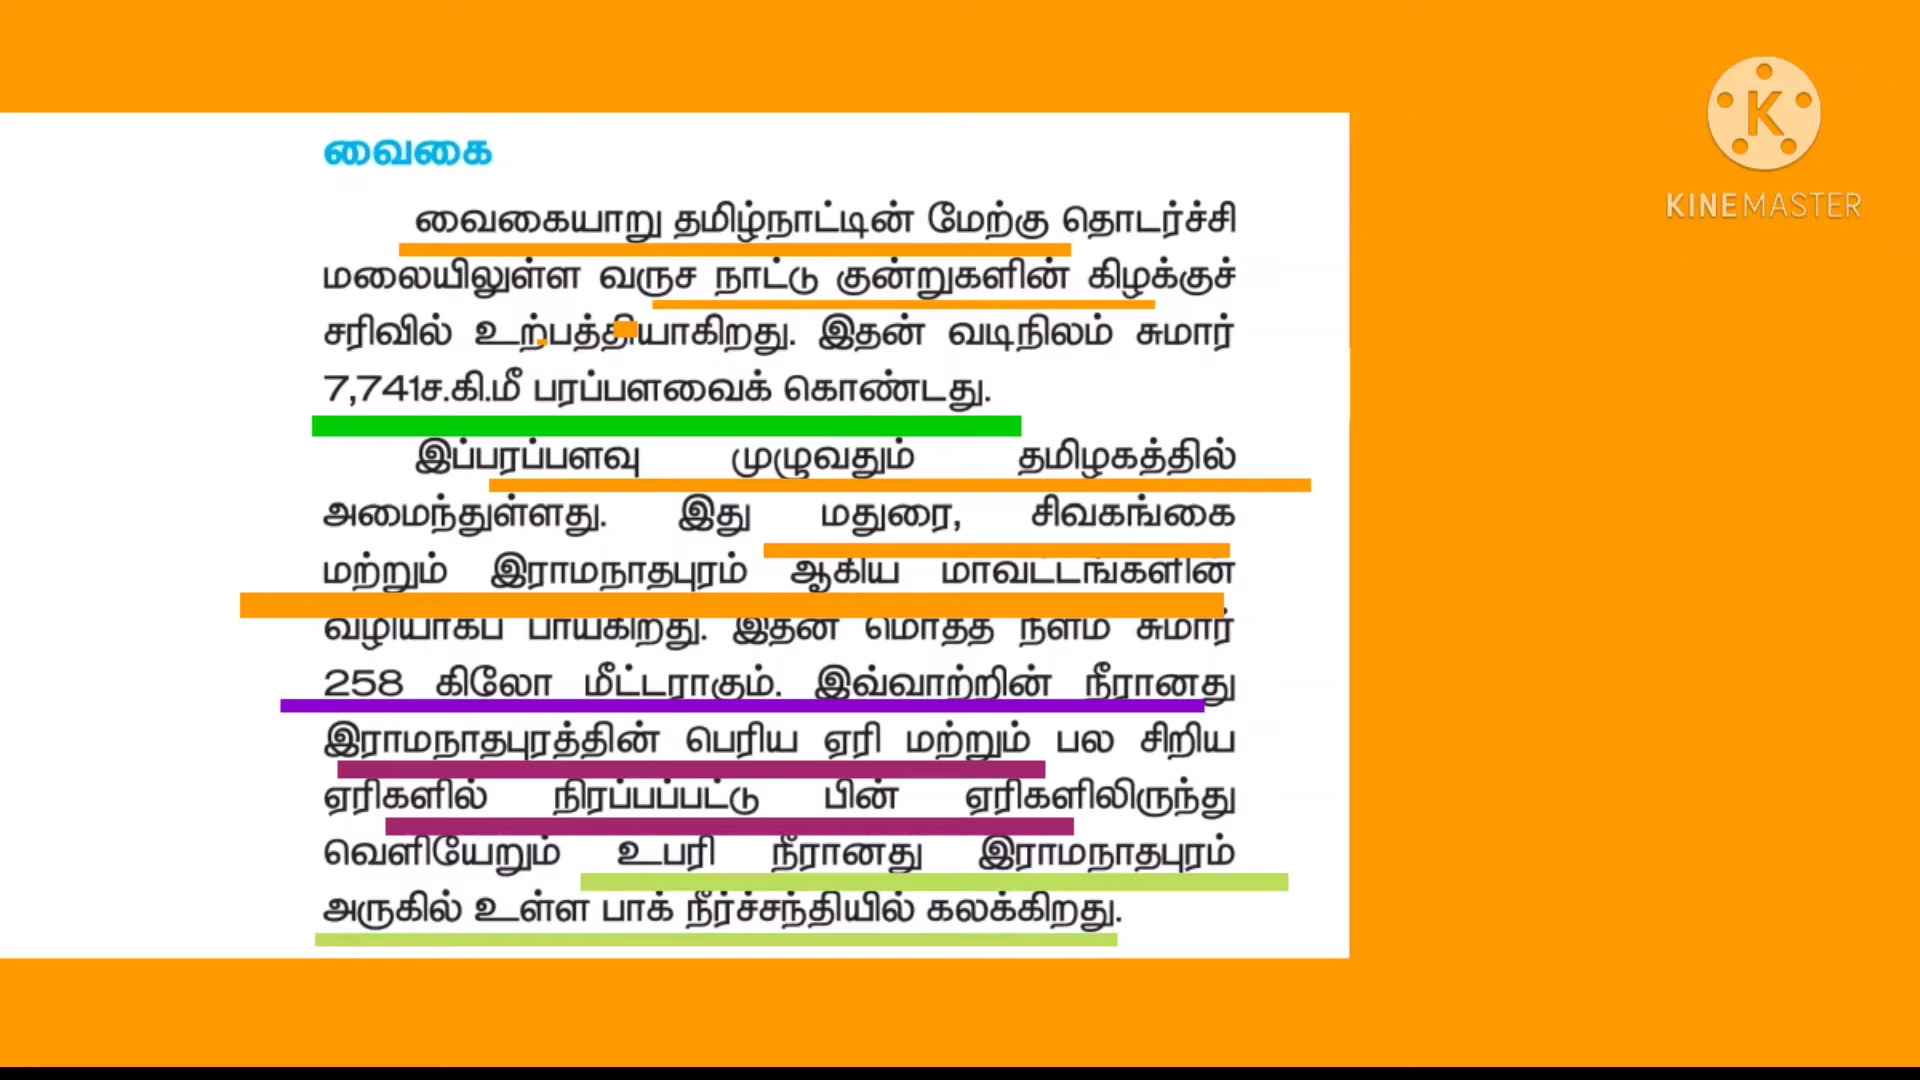 வைகை
KINEMASTER
வைகையாறு தமிழ்நாட்டின் மேற்கு தொடர்ச்சி
மலையிலுள்ள வருச நாட்டு குன்றுகளின் கிழக்குச்
சரிவில் உற்பத்தியாகிறது. இதன் வடிநிலம் சுமார்
7,741ச.கி.மீ பரப்பளவைக் கொண்டது.
இப்பரப்பளவு முழுவதும் தமிழகத்தில்
அமைந்துள்ளது. இது மதுரை, சிவகங்கை
மற்றும் இராமநாதபுரம் ஆகிய மாவட்டங்களின்
வழியாகப் பாய்கிறது. இதன் மொத்த நீளம் சுமார்
258 கிலோ மீட்டராகும். இவ்வாற்றின் நீரானது
இராமநாதபுரத்தின் பெரிய ஏரி மற்றும் பல சிறிய
ஏரிகளில் நிரப்பப்பட்டு பின் ஏரிகளிலிருந்து
வெளியேறும் உபரி நீரானது இராமநாதபுரம்
அருகில் உள்ள பாக் நீர்ச்சந்தியில் கலக்கிறது.